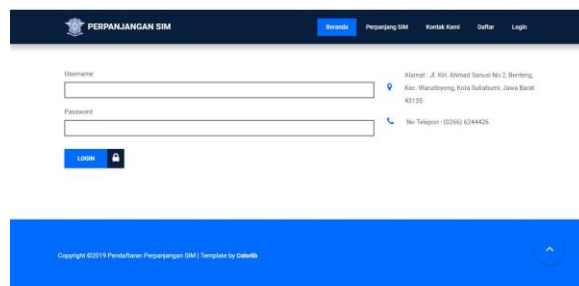 PERPANJANGAN SIM
Beranda
Perpanjang SIM
Kontak Kami
Daftar
Login
Username
Password
LOGIN
Alamat : Jl. KH. Ahmad Sanusi No 2, Benteng,
Kec. Warudoyong, Kota Sukabumi, Jawa Barat
43135
No Telepon : (0266) 6244426
Copyright ©2019 Pendaftaran Perpanjangan SIM | Template by Colorlib